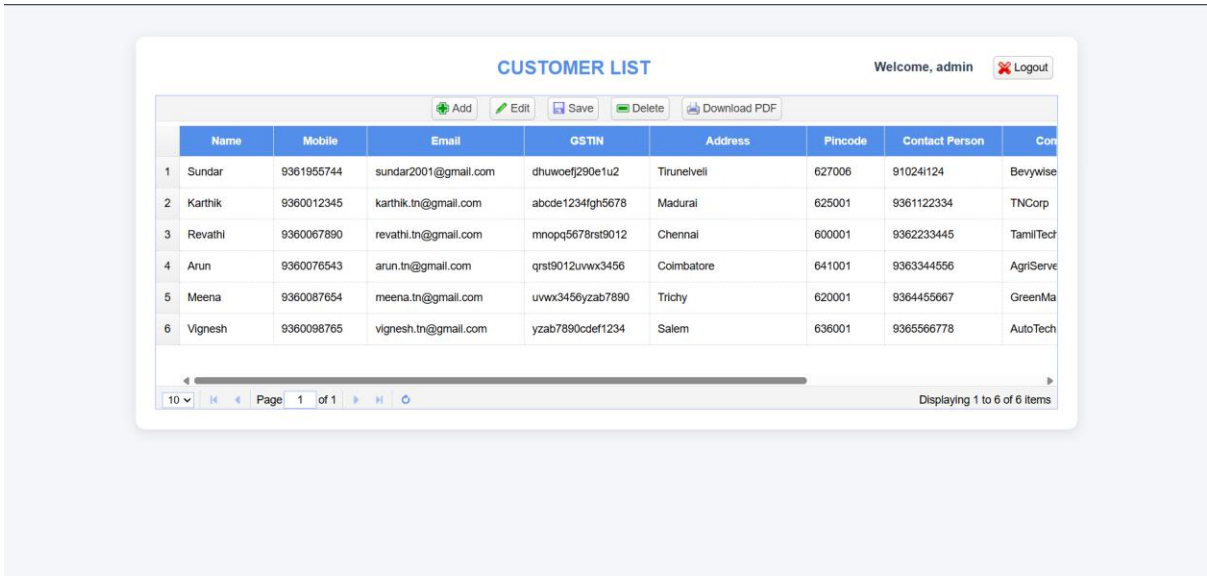 CUSTOMER LIST Welcome, admin Logout
Add Edit Save Delete Download PDF
Name Mobile Email GSTIN Address Pincode Contact Person Com
1 Sundar 9361955744 sundar2001@gmail.com dhuwoefj290e1u2 Tirunelveli 627006 91024i124 Bevywise
2 Karthik 9360012345 karthik.tn@gmail.com abcde1234fgh5678 Madurai 625001 9361122334 TNCorp
3 Revathi 9360067890 revathi.tn@gmail.com mnopq5678rst9012 Chennai 600001 9362233445 TamilTech
4 Arun 9360076543 arun.tn@gmail.com qrst9012uvwx3456 Coimbatore 641001 9363344556 AgriServe
5 Meena 9360087654 meena.tn@gmail.com uvwx3456yzab7890 Trichy 620001 9364455667 GreenMa
6 Vignesh 9360098765 vignesh.tn@gmail.com yzab7890cdef1234 Salem 636001 9365566778 AutoTech
10 Page 1 of 1 Displaying 1 to 6 of 6 items